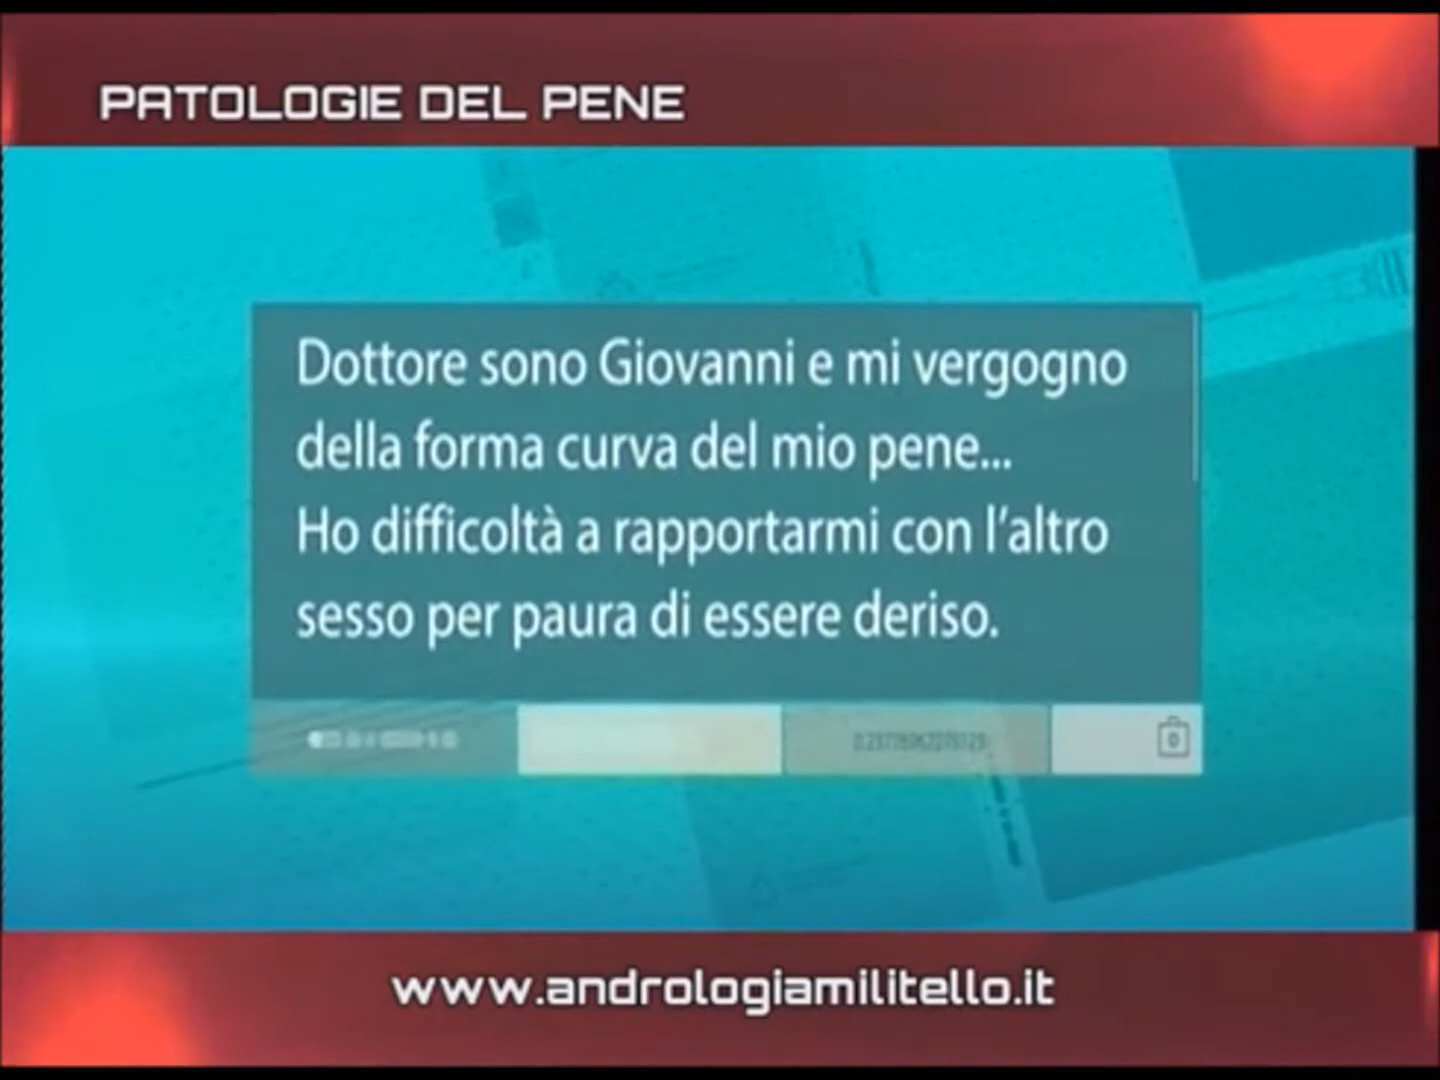 PATOLOGIE DEL PENE
Dottore sono Giovanni e mi vergogno
della forma curva del mio pene...
Ho difficoltà a rapportarmi con l'altro
sesso per paura di essere deriso.
0
www.andrologiamilitello.it